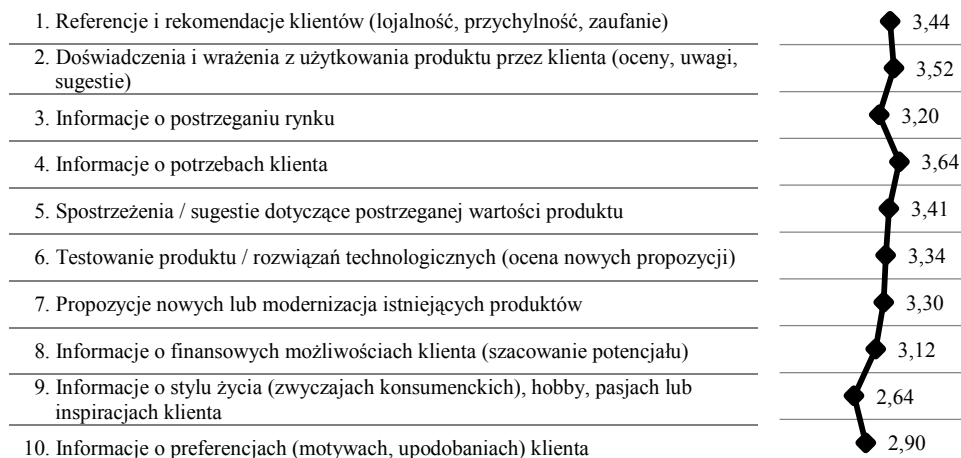 1. Referencje i rekomendacje klientów (lojalność, przychylność, zaufanie)
3,44
2. Doświadczenia i wrażenia z użytkowania produktu przez klienta (oceny, uwagi,
sugestie)
3,52
3. Informacje o postrzeganiu rynku
3,20
4. Informacje o potrzebach klienta
3,64
5. Spostrzeżenia / sugestie dotyczące postrzeganej wartości produktu
3,41
6. Testowanie produktu / rozwiązań technologicznych (ocena nowych propozycji)
3,34
7. Propozycje nowych lub modernizacja istniejących produktów
3,30
8. Informacje o finansowych możliwościach klienta (szacowanie potencjału)
3,12
9. Informacje o stylu życia (zwyczajach konsumenckich), hobby, pasjach lub
inspiracjach klienta
2,64
10. Informacje o preferencjach (motywach, upodobaniach) klienta
2,90